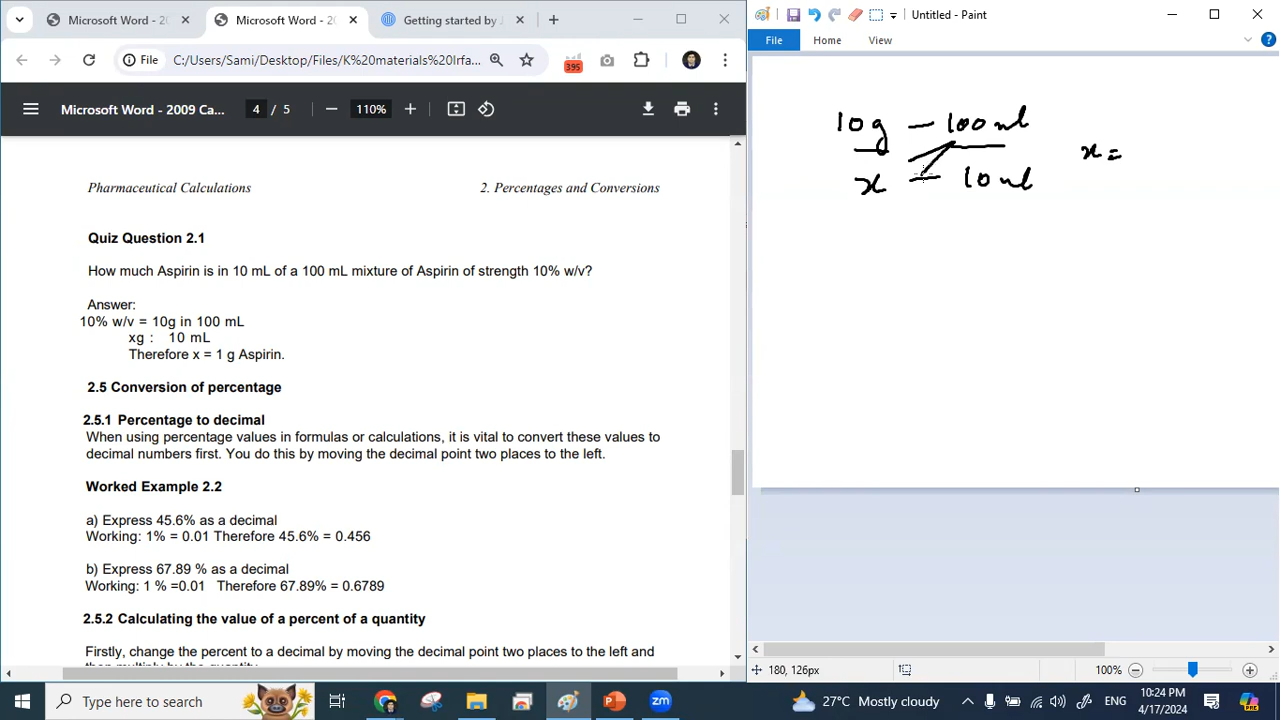 Microsoft Word - 20
Microsoft Word - 20
Getting started by
File
C:/Users/Sami/Desktop/Files/K%20materials%20Irfa...
395
Microsoft Word - 2009 Ca...
4 / 5
110%
Pharmaceutical Calculations
2. Percentages and Conversions
Quiz Question 2.1
How much Aspirin is in 10 mL of a 100 mL mixture of Aspirin of strength 10% w/v?
Answer:
10% w/v = 10g in 100 mL
xg : 10 mL
Therefore x = 1 g Aspirin.
2.5 Conversion of percentage
2.5.1 Percentage to decimal
When using percentage values in formulas or calculations, it is vital to convert these values to
decimal numbers first. You do this by moving the decimal point two places to the left.
Worked Example 2.2
a) Express 45.6% as a decimal
Working: 1% = 0.01 Therefore 45.6% = 0.456
b) Express 67.89 % as a decimal
Working: 1 % =0.01 Therefore 67.89% = 0.6789
2.5.2 Calculating the value of a percent of a quantity
Firstly, change the percent to a decimal by moving the decimal point two places to the left and
then multiply by the quantity
Untitled - Paint
File
Home
View
10g – 100ml
x = 10ml
x =
180, 126px
100%
Type here to search
zm
27°C Mostly cloudy
10:24 PM
4/17/2024
PRE